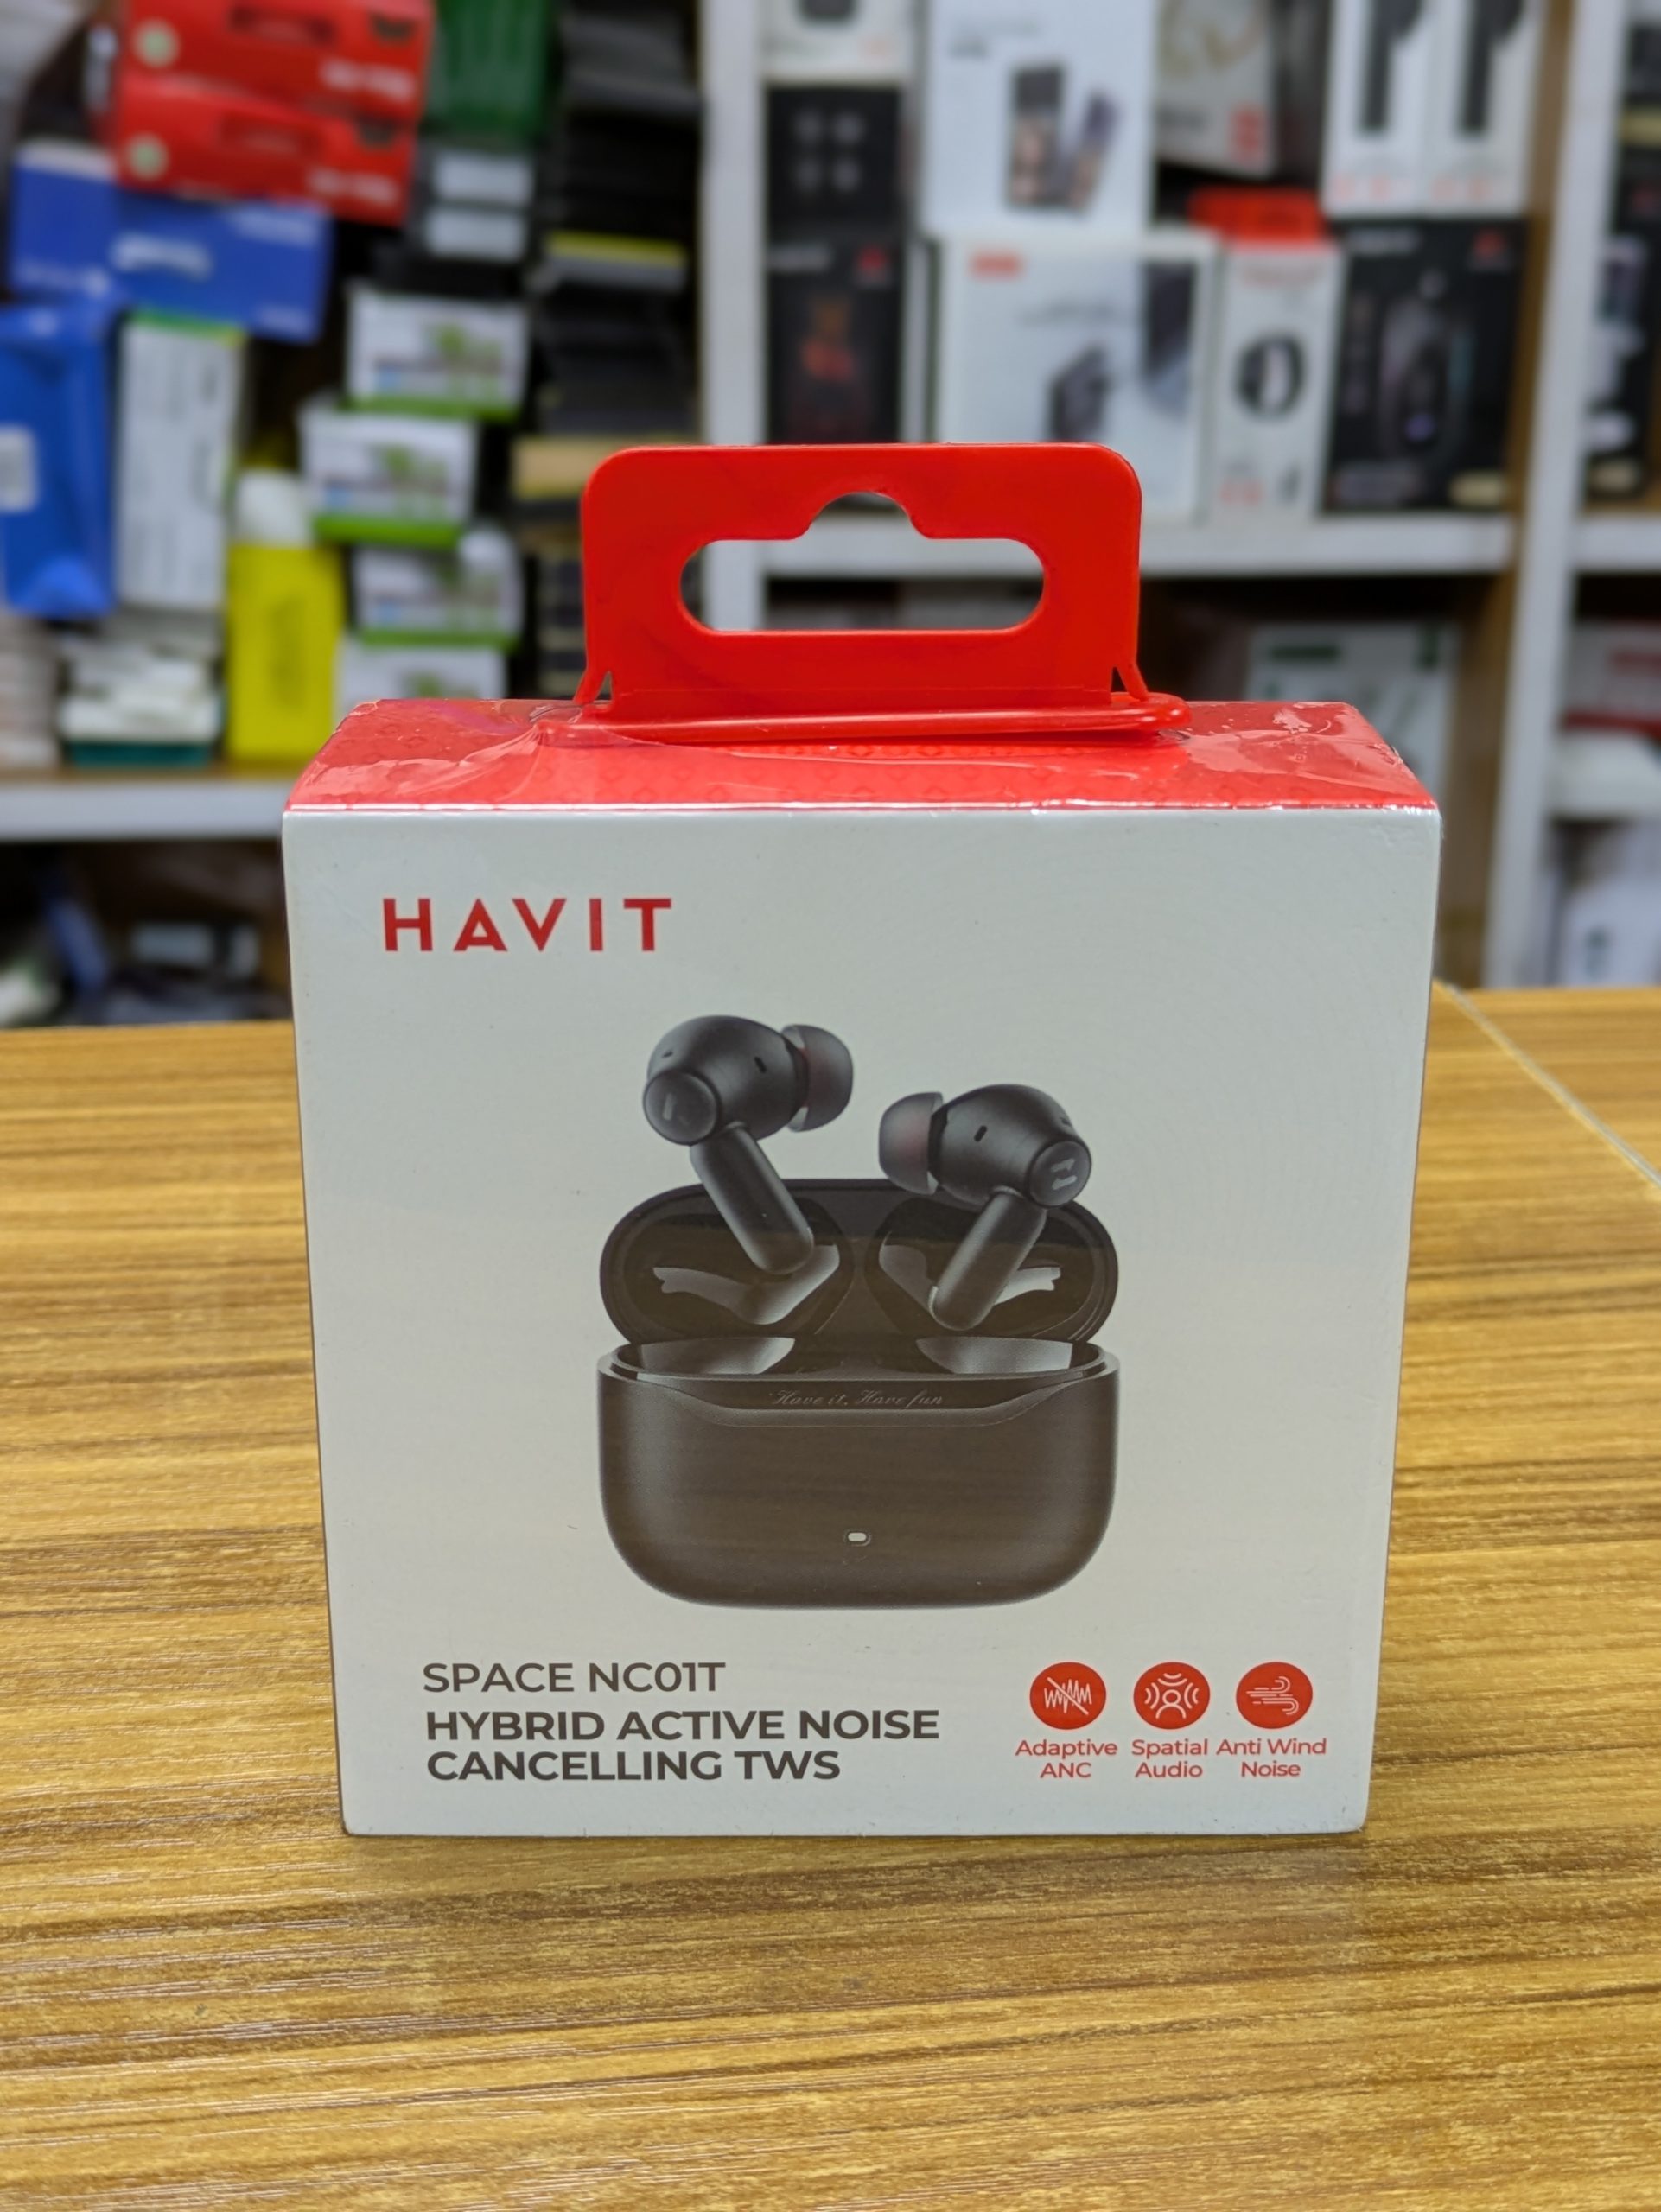 HAVIT
Have it, Have fun
SPACE NC01T
HYBRID ACTIVE NOISE
CANCELLING TWS
Adaptive
ANC
Spatial
Audio
Anti Wind
Noise